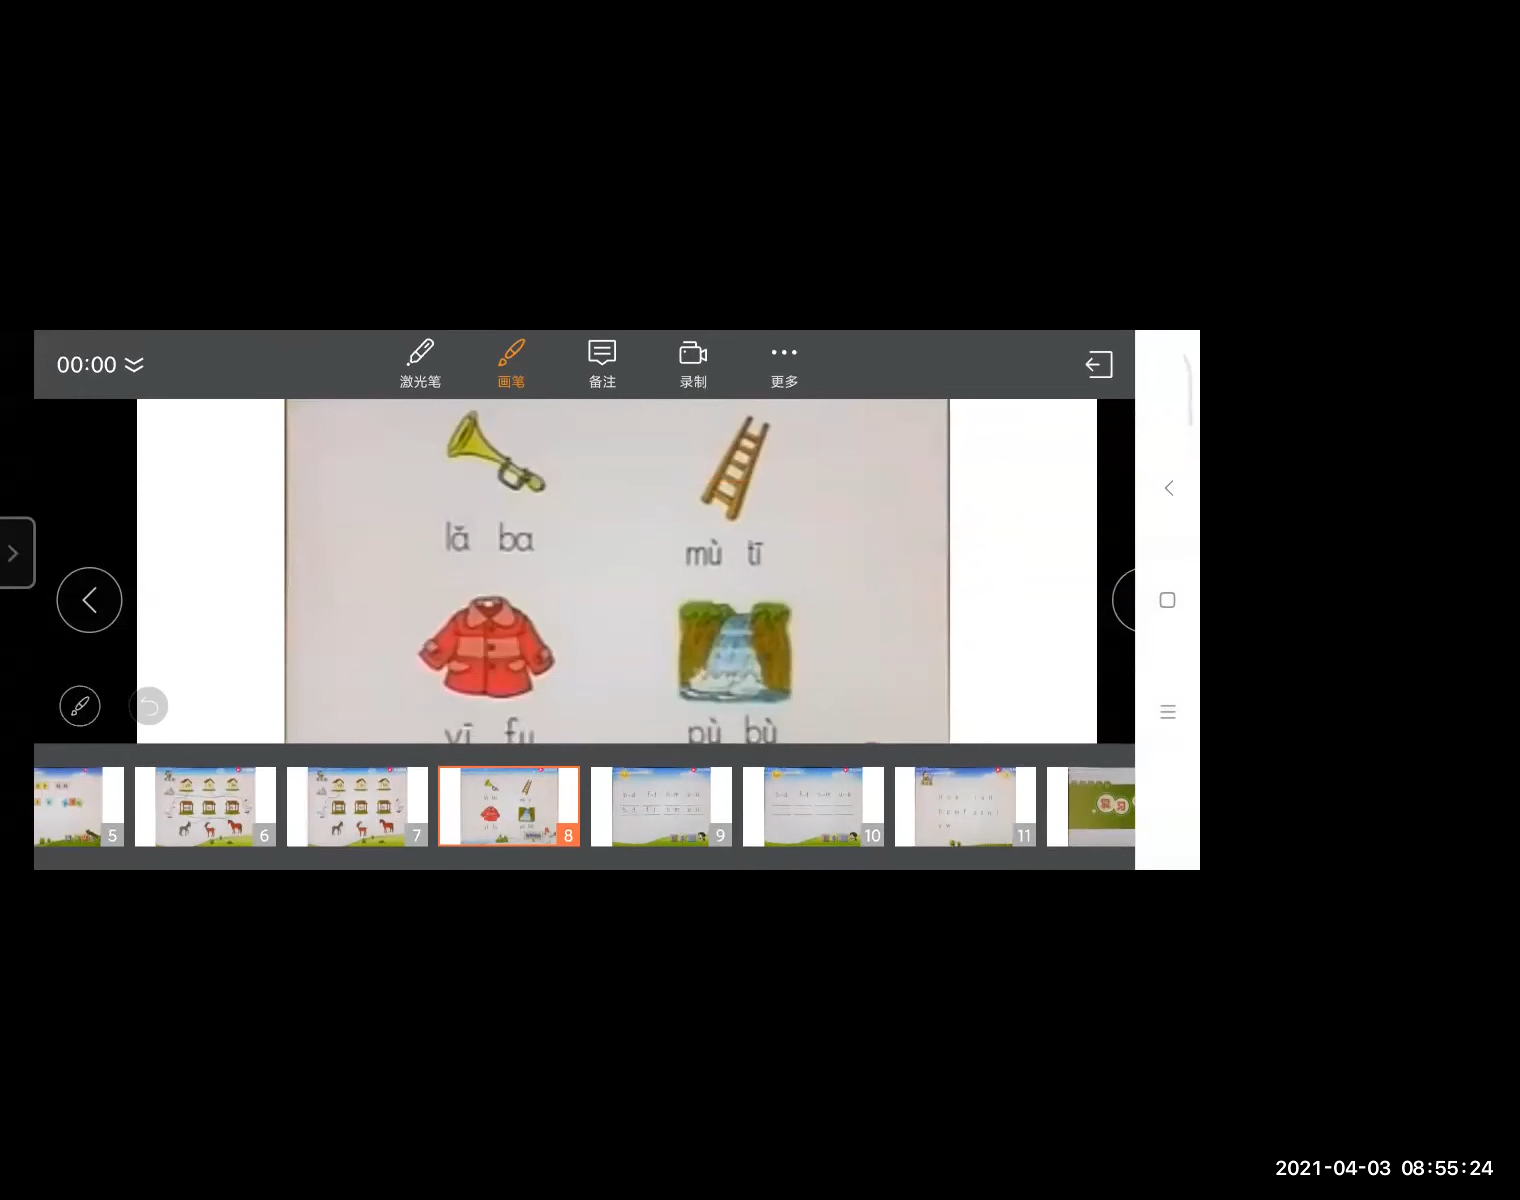 00:00
激光笔 画笔 备注 录制 更多
lǎ ba mù tī
yī fu pù bù
5 6 7 8 9 10 11
2021-04-03 08:55:24